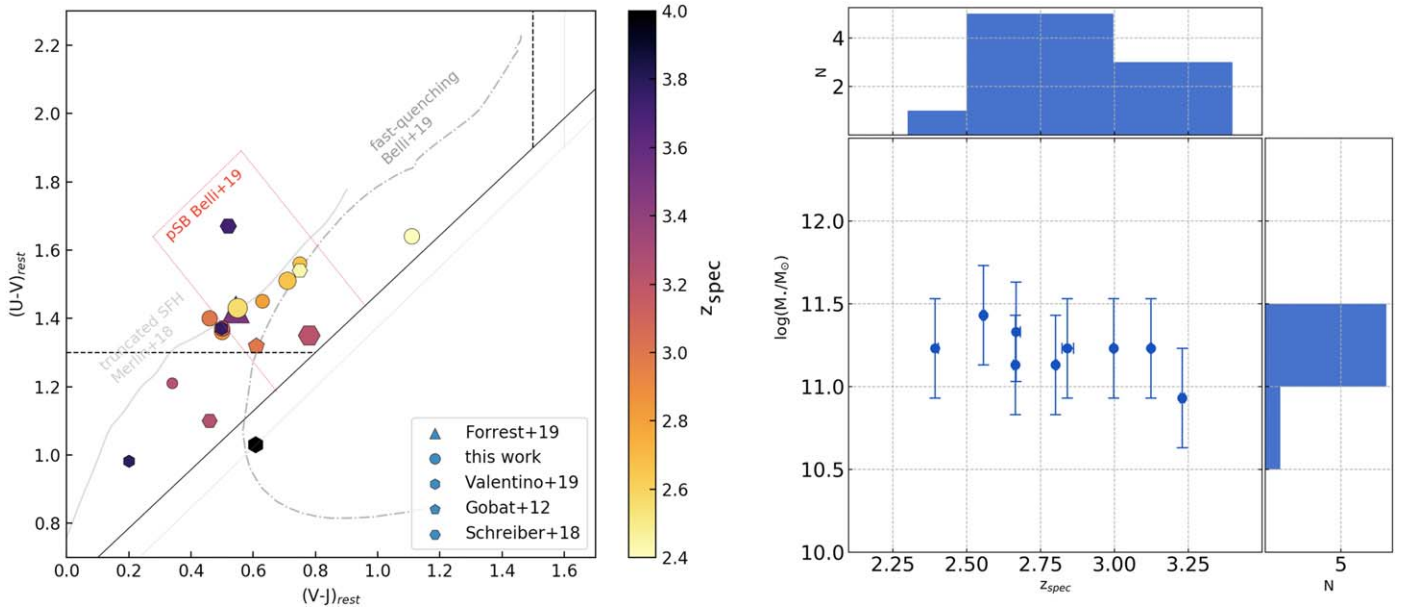 2.2
2.0
1.8
1.6
1.4
1.2
1.0
0.8
(U-V)rest
0.0 0.2 0.4 0.6 0.8 1.0 1.2 1.4 1.6
(V-J)rest
pSB Belli+19
fast-quenching
Belli+19
truncated SFH
Merlin+18
Forrest+19
this work
Valentino+19
Gobat+12
Schreiber+18
4.0
3.8
3.6
3.4
3.2
3.0
2.8
2.6
2.4
zspec
4
2
N
12.0
11.5
11.0
10.5
10.0
log(M⋆/M⊙)
2.25 2.50 2.75 3.00 3.25
zspec
5
N